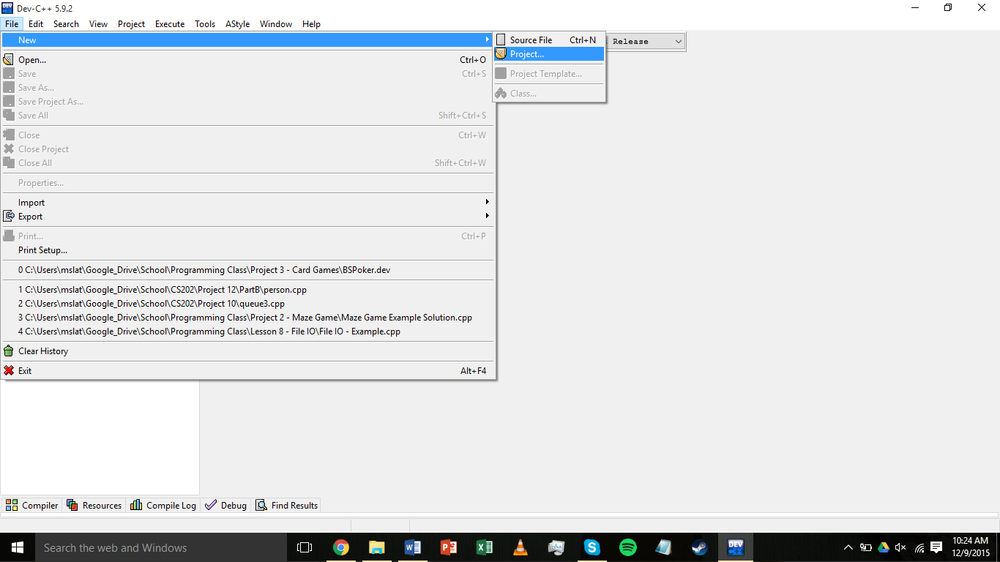 Dev-C++ 5.9.2
File Edit Search View Project Execute Tools AStyle Window Help
New
Source File Ctrl+N
Release
Project...
Open... Ctrl+O
Project Template...
Save Ctrl+S
Save As...
Class...
Save Project As...
Save All Shift+Ctrl+S
Close Ctrl+W
Close Project
Close All Shift+Ctrl+W
Properties...
Import
Export
Print... Ctrl+P
Print Setup...
0 C:\Users\mslat\Google_Drive\School\Programming Class\Project 3 - Card Games\BSPoker.dev
1 C:\Users\mslat\Google_Drive\School\CS202\Project 12\PartB\person.cpp
2 C:\Users\mslat\Google_Drive\School\CS202\Project 10\queue3.cpp
3 C:\Users\mslat\Google_Drive\School\Programming Class\Project 2 - Maze Game\Maze Game Example Solution.cpp
4 C:\Users\mslat\Google_Drive\School\Programming Class\Lesson 8 - File IO\File IO - Example.cpp
Clear History
Exit Alt+F4
Compiler Resources Compile Log Debug Find Results
Search the web and Windows
DEV
10:24 AM
12/9/2015